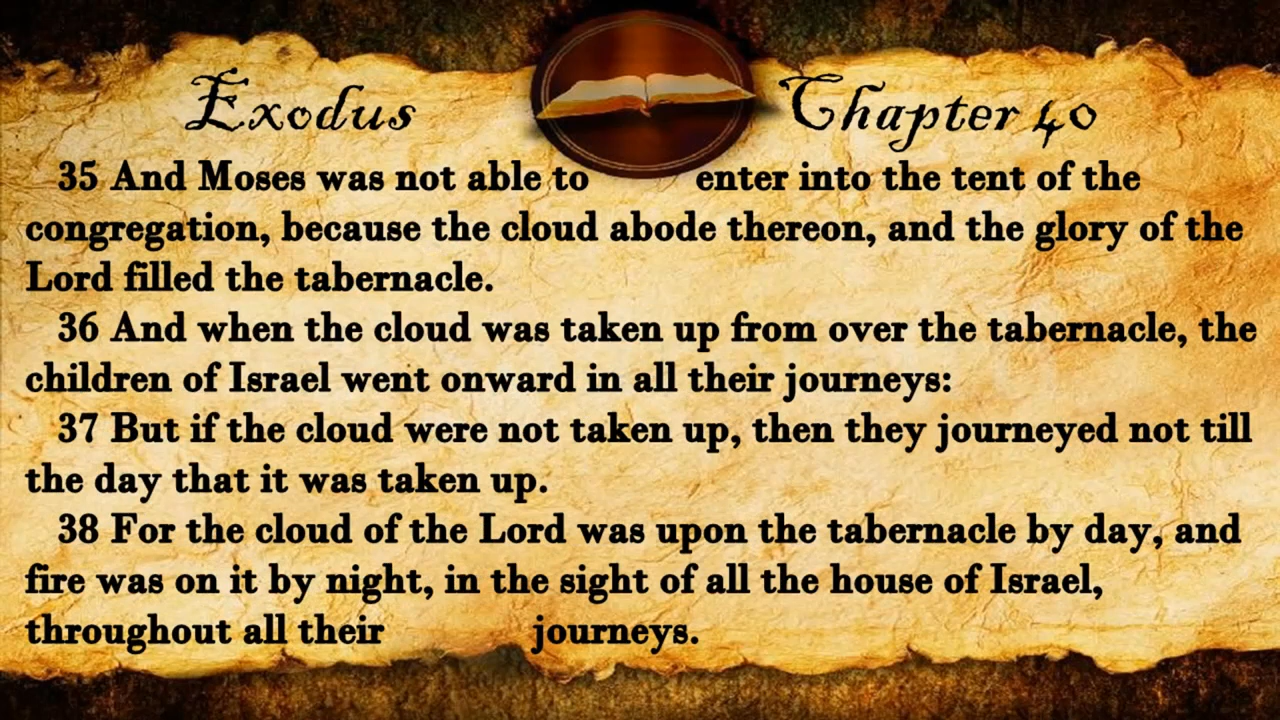 Exodus Chapter 40
35 And Moses was not able to enter into the tent of the
congregation, because the cloud abode thereon, and the glory of the
Lord filled the tabernacle.
36 And when the cloud was taken up from over the tabernacle, the
children of Israel went onward in all their journeys:
37 But if the cloud were not taken up, then they journeyed not till
the day that it was taken up.
38 For the cloud of the Lord was upon the tabernacle by day, and
fire was on it by night, in the sight of all the house of Israel,
throughout all their journeys.